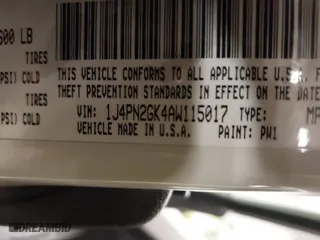 600 LB
TIRES
PSI) COLD
TIRES
PSI) COLD
THIS VEHICLE CONFORMS TO ALL APPLICABLE U.S.A. F
THEFT PREVENTION STANDARDS IN EFFECT ON THE DATE
VIN: 1J4PN2GK4AW115017 TYPE: MP
VEHICLE MADE IN U.S.A. PAINT: PW1
DREAMBID